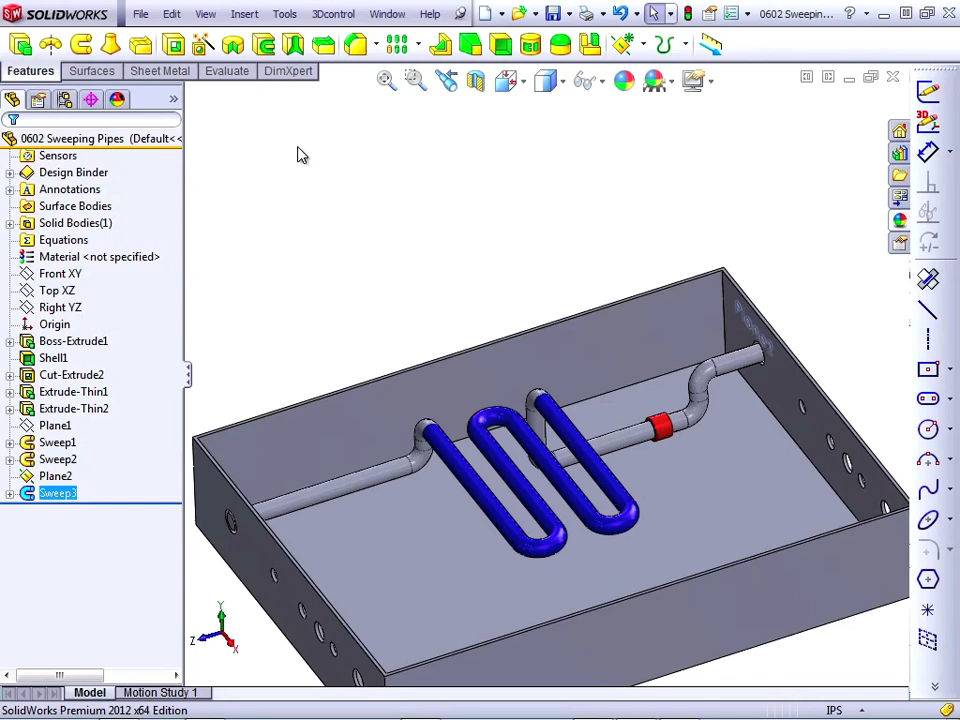 SOLIDWORKS File Edit View Insert Tools 3Dcontrol Window Help 0602 Sweepin...
Features Surfaces Sheet Metal Evaluate DimXpert
0602 Sweeping Pipes (Default<<
Sensors
Design Binder
Annotations
Surface Bodies
Solid Bodies(1)
Equations
Material <not specified>
Front XY
Top XZ
Right YZ
Origin
Boss-Extrude1
Shell1
Cut-Extrude2
Extrude-Thin1
Extrude-Thin2
Plane1
Sweep1
Sweep2
Plane2
Sweep3
3D
Y
Z
X
Model Motion Study 1
SolidWorks Premium 2012 x64 Edition IPS